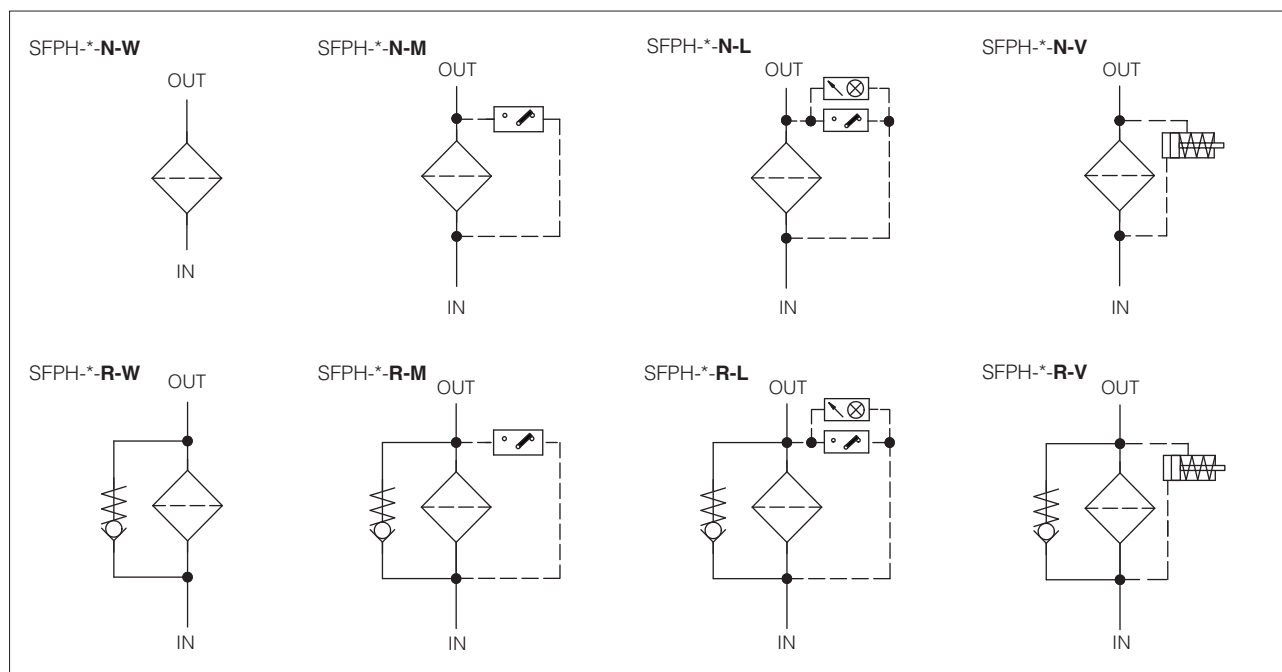 SFPH-*-N-W
OUT
IN
SFPH-*-N-M
OUT
IN
SFPH-*-N-L
OUT
IN
SFPH-*-N-V
OUT
IN
SFPH-*-R-W
OUT
IN
SFPH-*-R-M
OUT
IN
SFPH-*-R-L
OUT
IN
SFPH-*-R-V
OUT
IN